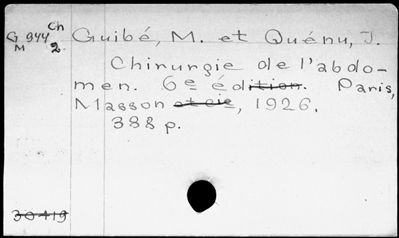 Ch
G 944 Guibé, M. et Quénu, J.
M 2.
Chirurgie de l'abdo-
men. 6e édition. Paris,
Masson et cie, 1926.
388 p.
30419